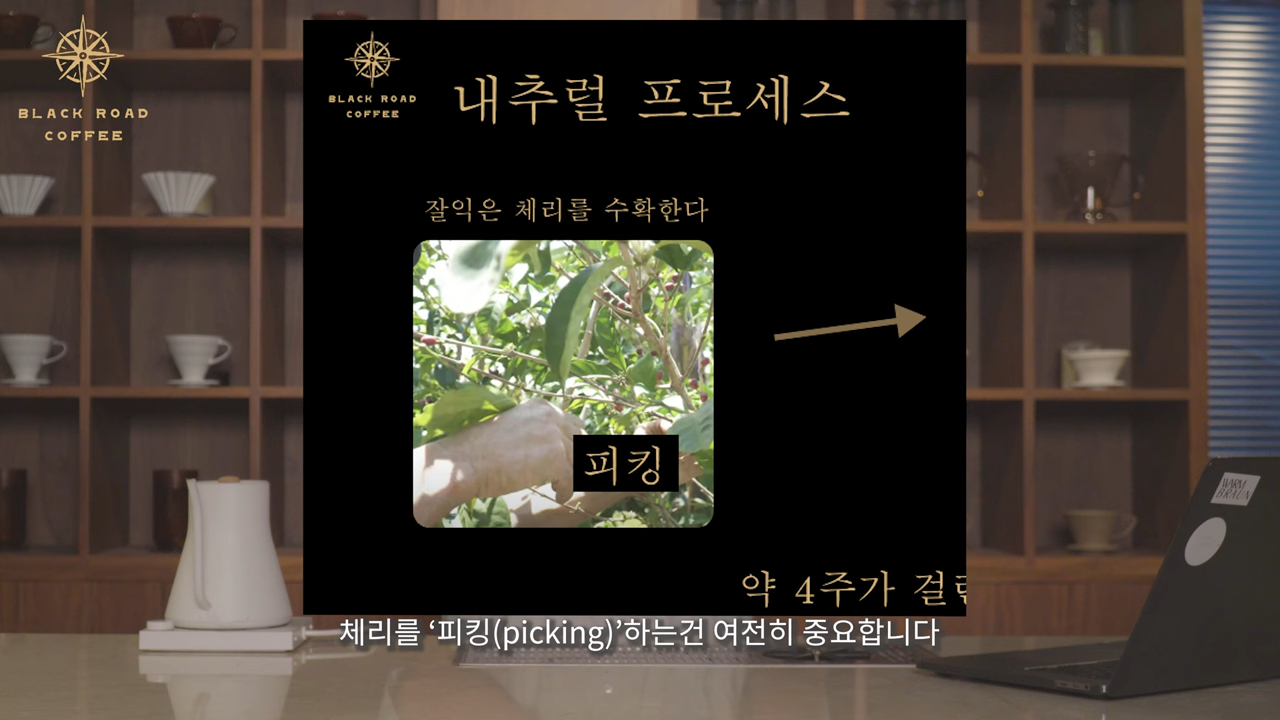 BLACK ROAD
COFFEE
BLACK ROAD
COFFEE
내추럴 프로세스
잘익은 체리를 수확한다
피킹
약 4주가
체리를 ‘피킹(picking)’하는건 여전히 중요합니다
WARM
BRAUN